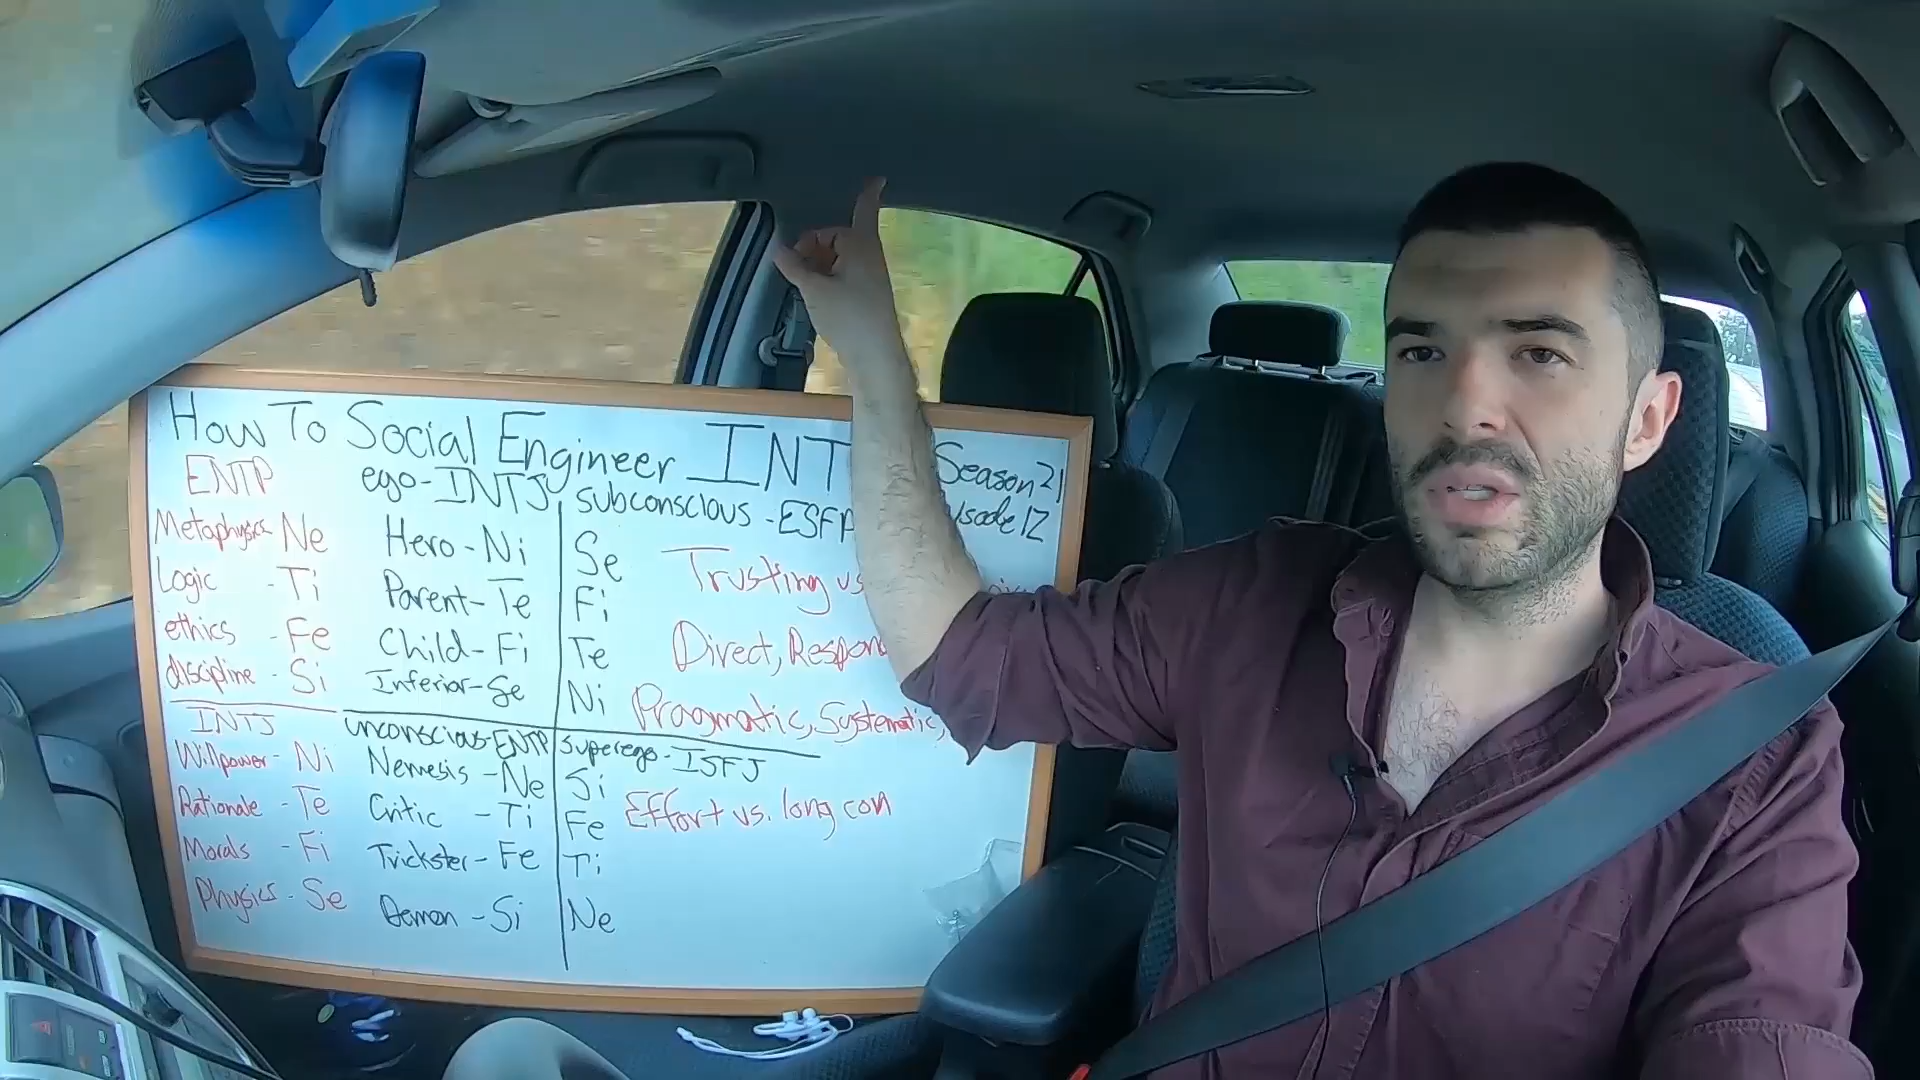 How To Social Engineer INT
Season 21
ENTP
ego-INTJ
subconscious-ESFP
12
Metaphysics Ne
Hero-Ni
Se
Trusting vs
Logic -Ti
Parent-Te
Fi
ethics -Fe
Child-Fi
Te
Direct, Respon
discipline-Si
Inferior-Se
Ni
Pragmatic, Systematic,
INTJ
unconscious-ENTP
superego-ISFJ
Willpower-Ni
Nemesis-Ne
Si
Rationale-Te
Critic -Ti
Fe
Effort vs. long con
Morals -Fi
Trickster-Fe
Ti
Physics-Se
Demon-Si
Ne